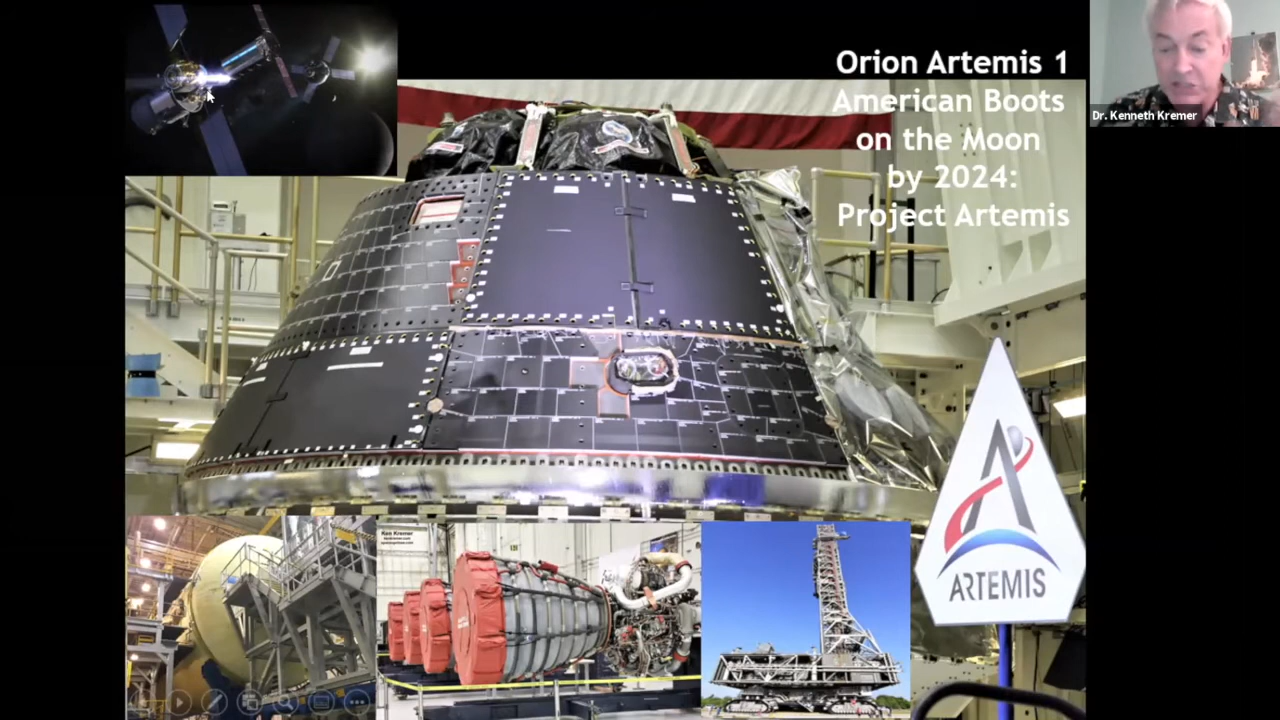 Orion Artemis 1
American Boots
on the Moon
by 2024:
Project Artemis
Dr. Kenneth Kremer
Ken Kremer
ARTEMIS